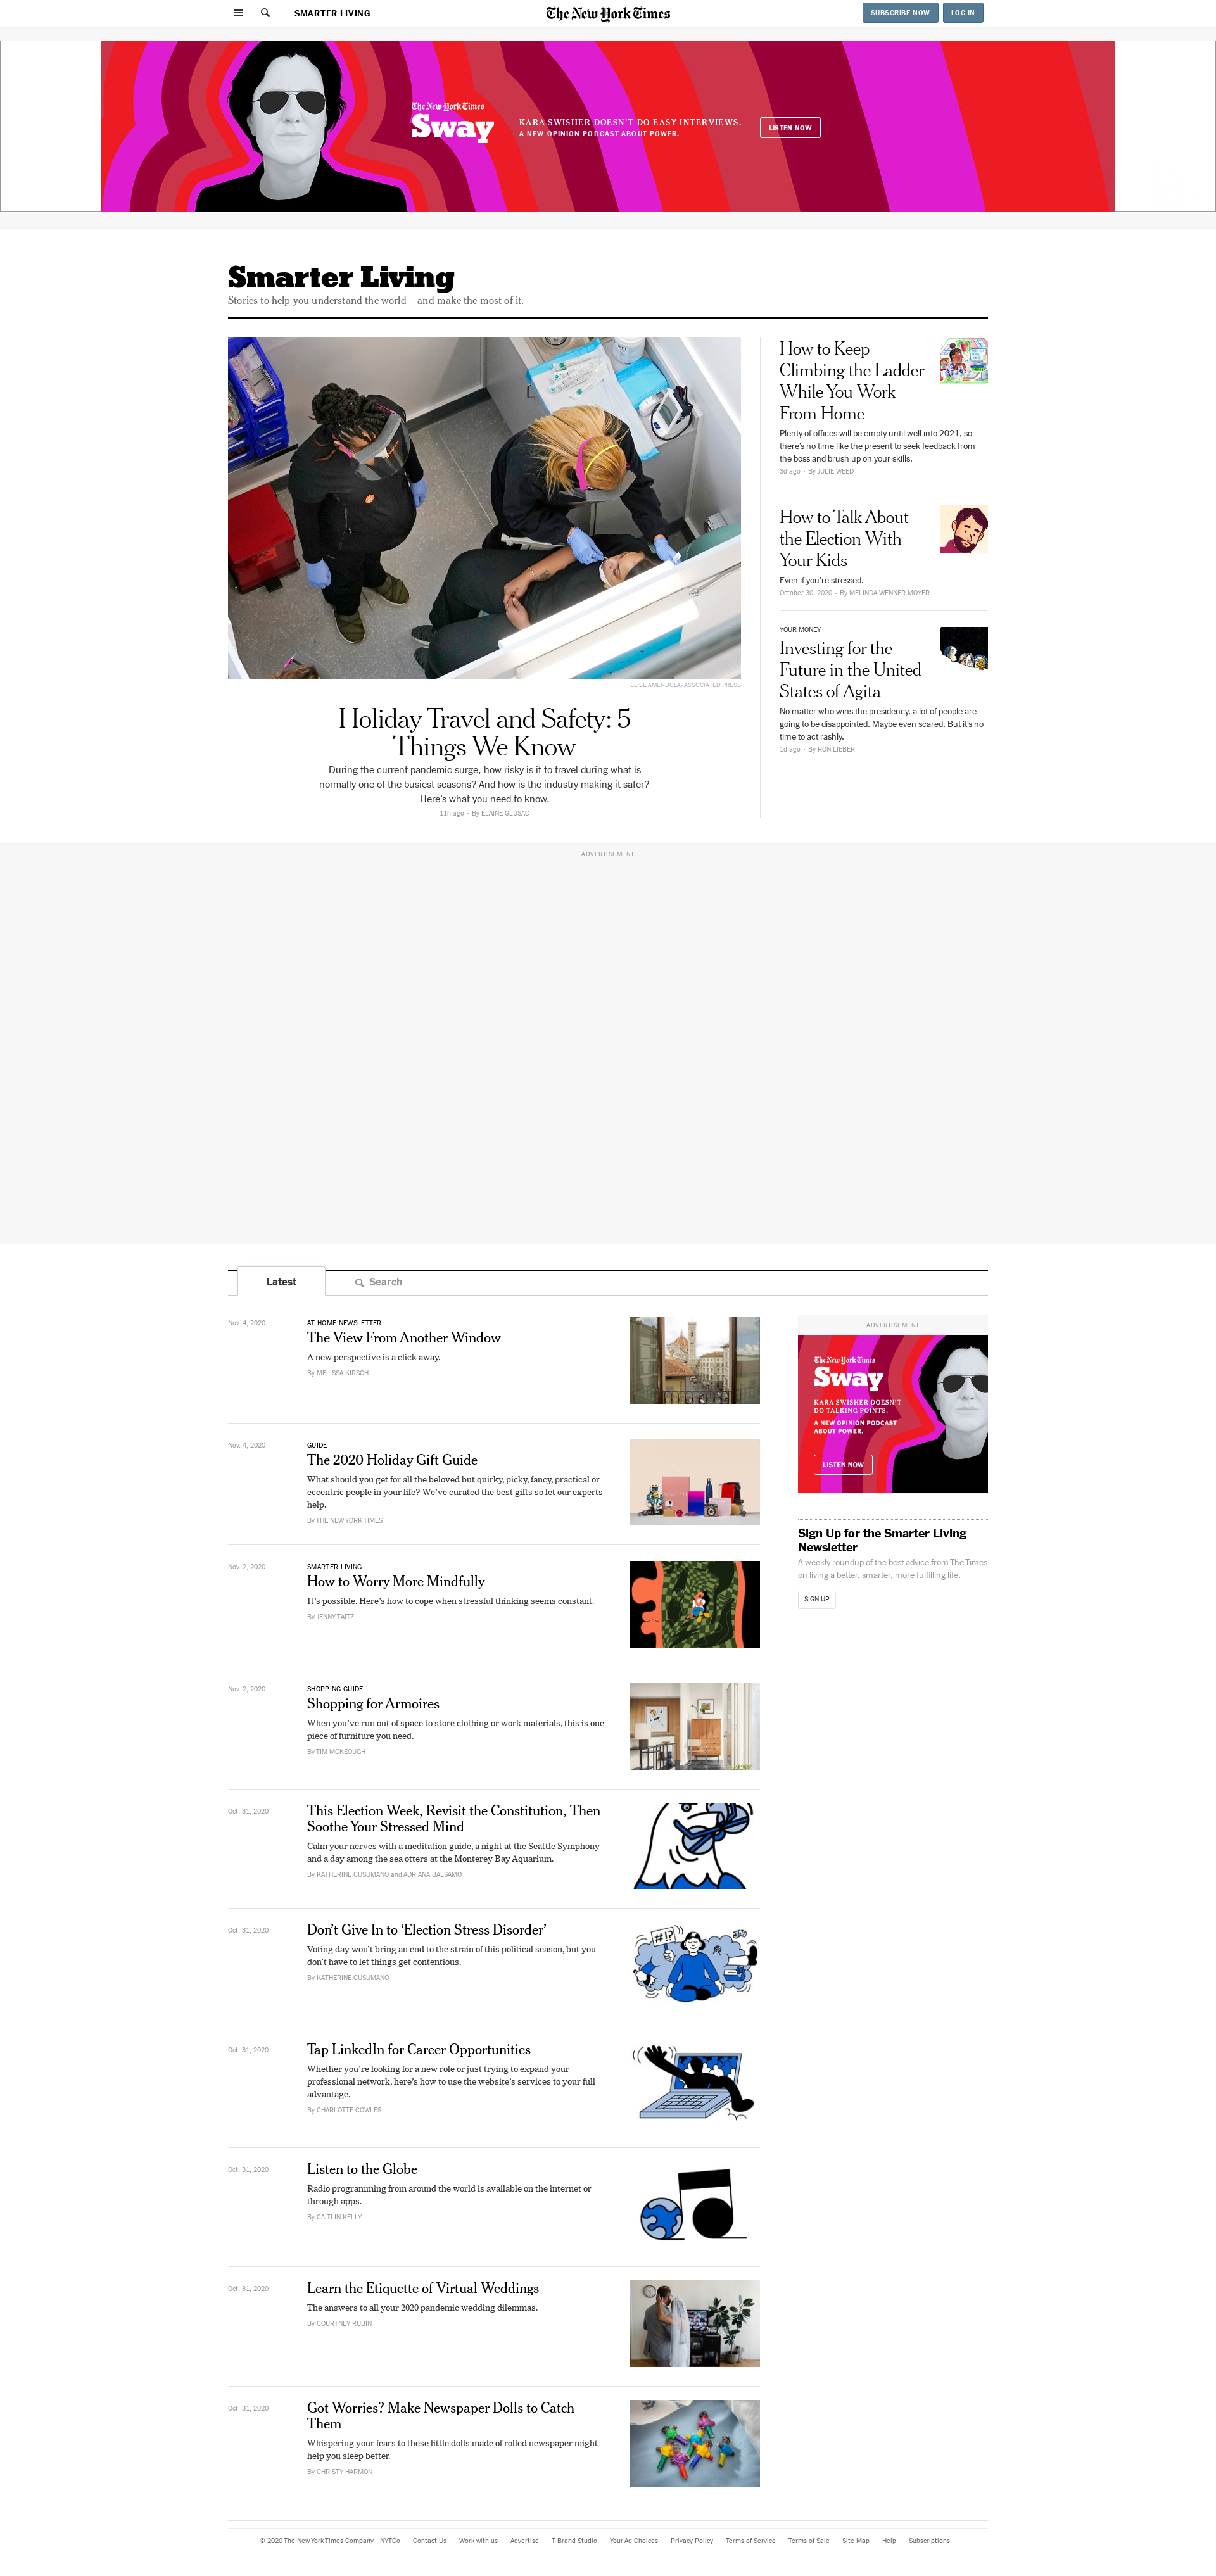 SMARTER LIVING
The New York Times
SUBSCRIBE NOW
LOG IN
The New York Times
Sway
KARA SWISHER DOESN'T DO EASY INTERVIEWS.
A NEW OPINION PODCAST ABOUT POWER.
LISTEN NOW
Smarter Living
Stories to help you understand the world – and make the most of it.
ELISE AMENDOLA/ASSOCIATED PRESS
Holiday Travel and Safety: 5
Things We Know
During the current pandemic surge, how risky is it to travel during what is
normally one of the busiest seasons? And how is the industry making it safer?
Here's what you need to know.
11h ago • By ELAINE GLUSAC
How to Keep
Climbing the Ladder
While You Work
From Home
Plenty of offices will be empty until well into 2021, so
there's no time like the present to seek feedback from
the boss and brush up on your skills.
3d ago • By JULIE WEED
How to Talk About
the Election With
Your Kids
Even if you're stressed.
October 30, 2020 • By MELINDA WENNER MOYER
YOUR MONEY
Investing for the
Future in the United
States of Agita
No matter who wins the presidency, a lot of people are
going to be disappointed. Maybe even scared. But it's no
time to act rashly.
1d ago • By RON LIEBER
ADVERTISEMENT
Latest
Search
Nov. 4, 2020
AT HOME NEWSLETTER
The View From Another Window
A new perspective is a click away.
By MELISSA KIRSCH
Nov. 4, 2020
GUIDE
The 2020 Holiday Gift Guide
What should you get for all the beloved but quirky, picky, fancy, practical or
eccentric people in your life? We've curated the best gifts so let our experts
help.
By THE NEW YORK TIMES
Nov. 2, 2020
SMARTER LIVING
How to Worry More Mindfully
It's possible. Here's how to cope when stressful thinking seems constant.
By JENNY TAITZ
Nov. 2, 2020
SHOPPING GUIDE
Shopping for Armoires
When you've run out of space to store clothing or work materials, this is one
piece of furniture you need.
By TIM MCKEOUGH
Oct. 31, 2020
This Election Week, Revisit the Constitution, Then
Soothe Your Stressed Mind
Calm your nerves with a meditation guide, a night at the Seattle Symphony
and a day among the sea otters at the Monterey Bay Aquarium.
By KATHERINE CUSUMANO and ADRIANA BALSAMO
Oct. 31, 2020
Don't Give In to 'Election Stress Disorder'
Voting day won't bring an end to the strain of this political season, but you
don't have to let things get contentious.
By KATHERINE CUSUMANO
#!?
Oct. 31, 2020
Tap LinkedIn for Career Opportunities
Whether you're looking for a new role or just trying to expand your
professional network, here's how to use the website's services to your full
advantage.
By CHARLOTTE COWLES
Oct. 31, 2020
Listen to the Globe
Radio programming from around the world is available on the internet or
through apps.
By CAITLIN KELLY
Oct. 31, 2020
Learn the Etiquette of Virtual Weddings
The answers to all your 2020 pandemic wedding dilemmas.
By COURTNEY RUBIN
Oct. 31, 2020
Got Worries? Make Newspaper Dolls to Catch
Them
Whispering your fears to these little dolls made of rolled newspaper might
help you sleep better.
By CHRISTY HARMON
ADVERTISEMENT
The New York Times
Sway
KARA SWISHER DOESN'T
DO TALKING POINTS.
A NEW OPINION PODCAST
ABOUT POWER.
LISTEN NOW
Sign Up for the Smarter Living
Newsletter
A weekly roundup of the best advice from The Times
on living a better, smarter, more fulfilling life.
SIGN UP
© 2020 The New York Times Company NYTCo Contact Us Work with us Advertise T Brand Studio Your Ad Choices Privacy Policy Terms of Service Terms of Sale Site Map Help Subscriptions